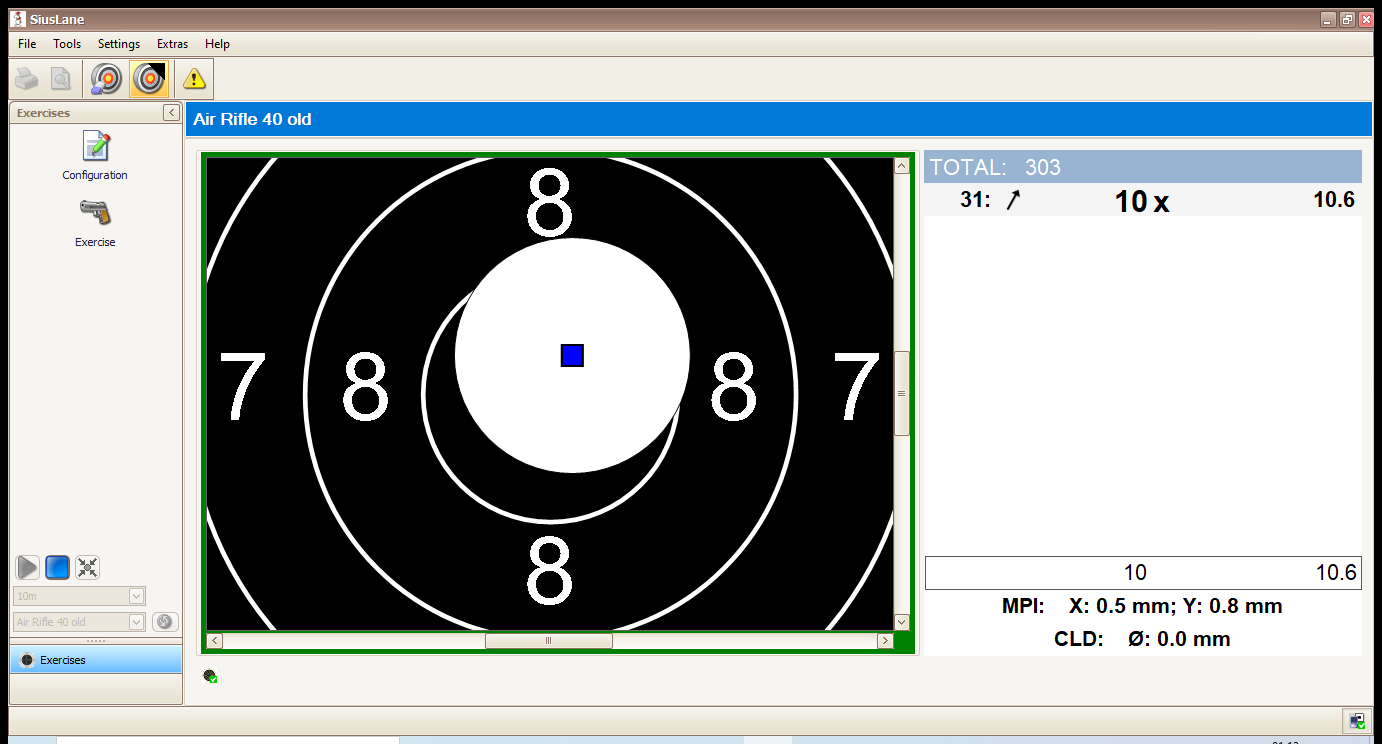 SiusLane
File Tools Settings Extras Help
Exercises
Configuration
Exercise
10m
Air Rifle 40 old
Exercises
Air Rifle 40 old
8
7 8 8 7
8
TOTAL: 303
31: 10 x 10.6
10 10.6
MPI: X: 0.5 mm; Y: 0.8 mm
CLD: Ø: 0.0 mm